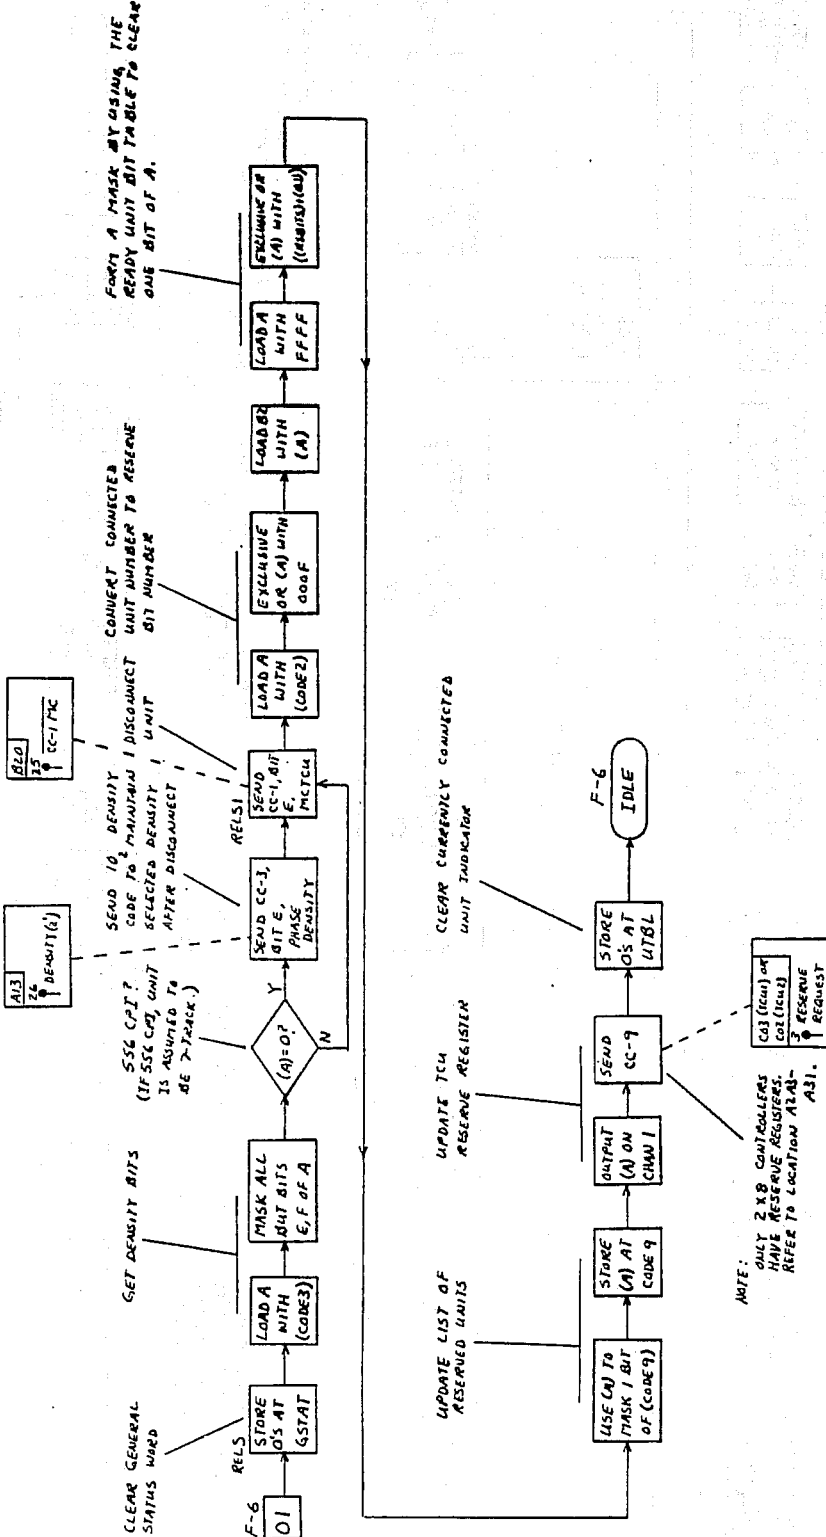 F-6
01
CLEAR GENERAL
STATUS WORD
RELS
STORE
0'S AT
GSTAT
GET DENSITY BITS
LOAD A
WITH
(CODE3)
MASK ALL
BUT BITS
E, F OF A
556 CPI?
(IF 556 CPI, UNIT
IS ASSUMED TO
BE 7-TRACK.)
(A)=0?
Y
N
A13
26
DENSITY (2¹)
SEND 10₂ DENSITY
CODE TO MAINTAIN
SELECTED DENSITY
AFTER DISCONNECT
SEND CC-3,
BIT E,
PHASE
DENSITY
B20
25
CC-1 MC
DISCONNECT
UNIT
RELS1
SEND
CC-1, BIT
E,
MCTCU
CONVERT CONNECTED
UNIT NUMBER TO RESERVE
BIT NUMBER
LOAD A
WITH
(CODE2)
EXCLUSIVE
OR (A) WITH
000F
LOAD B2
WITH
(A)
FORM A MASK BY USING THE
READY UNIT BIT TABLE TO CLEAR
ONE BIT OF A.
LOAD A
WITH
FFFF
EXCLUSIVE OR
(A) WITH
UPDATE LIST OF
RESERVED UNITS
USE (A) TO
MASK 1 BIT
OF (CODE9)
STORE
(A) AT
CODE 9
UPDATE TCU
RESERVE REGISTER
OUTPUT
(A) ON
CHAN 1
SEND
CC-9
CLEAR CURRENTLY CONNECTED
UNIT INDICATOR
STORE
0'S AT
UTBL
F-6
IDLE
NOTE:
ONLY 2X8 CONTROLLERS
HAVE RESERVE REGISTERS.
REFER TO LOCATION A2A3-
A31.
C03 (TCU1) OR
C02 (TCU2)
3
RESERVE
REQUEST